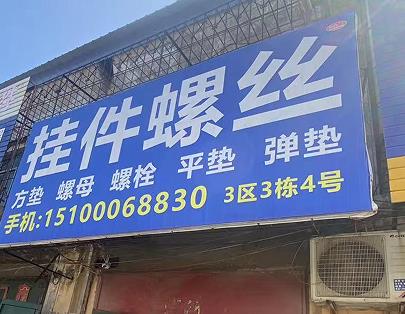 挂件螺丝
方垫 螺母 螺栓 平垫 弹垫
手机:15100068830 3区3栋4号